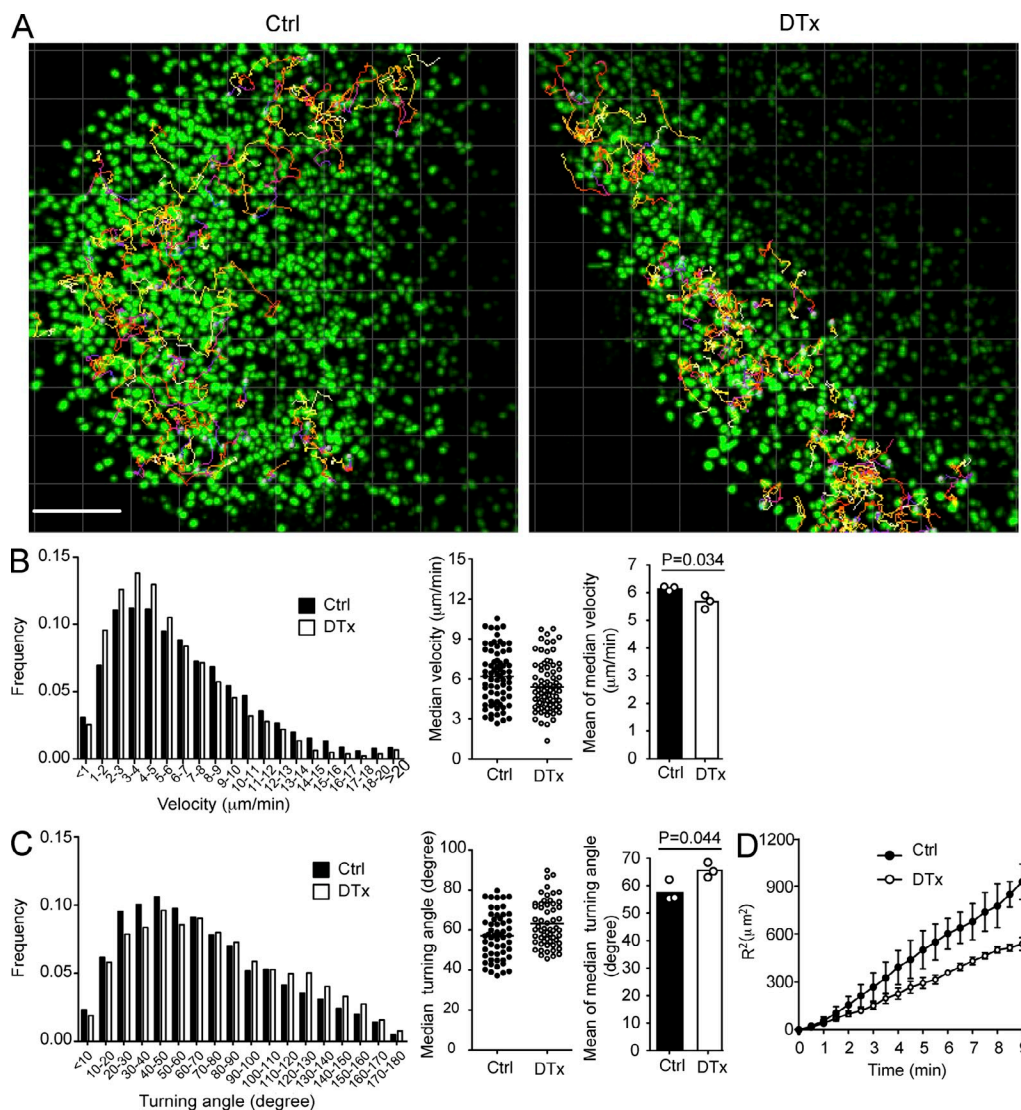 A
Ctrl
DTx
B
0.15
0.10
0.05
0.00
Frequency
Ctrl
DTx
<1
1-2
2-3
3-4
4-5
5-6
6-7
7-8
8-9
9-10
10-11
11-12
12-13
13-14
14-15
15-16
16-17
17-18
18-20
>20
Velocity (μm/min)
Median velocity (μm/min)
15
12
9
6
3
0
Ctrl
DTx
Mean of median velocity
(μm/min)
P=0.034
7
6
5
4
3
2
1
0
Ctrl
DTx
C
0.15
0.10
0.05
0.00
Frequency
Ctrl
DTx
<10
10-20
20-30
30-40
40-50
50-60
60-70
70-80
80-90
90-100
100-110
110-120
120-130
130-140
140-150
150-160
160-170
170-180
Turning angle (degree)
Median turning angle (degree)
100
80
60
40
20
0
Ctrl
DTx
Mean of median turning angle
(degree)
P=0.044
70
60
50
40
30
20
10
0
Ctrl
DTx
D
1200
900
600
300
0
R²(μm²)
Ctrl
DTx
0 1 2 3 4 5 6 7 8 9
Time (min)